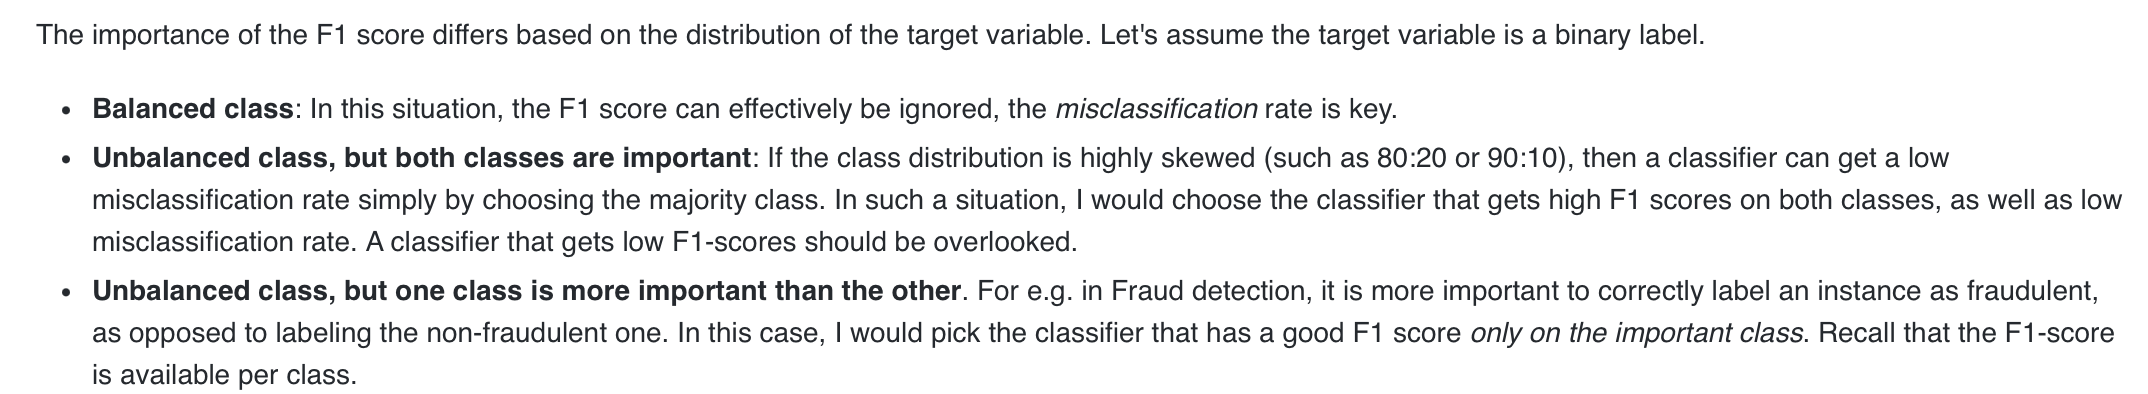 The importance of the F1 score differs based on the distribution of the target variable. Let's assume the target variable is a binary label.
• Balanced class: In this situation, the F1 score can effectively be ignored, the misclassification rate is key.
• Unbalanced class, but both classes are important: If the class distribution is highly skewed (such as 80:20 or 90:10), then a classifier can get a low
misclassification rate simply by choosing the majority class. In such a situation, I would choose the classifier that gets high F1 scores on both classes, as well as low
misclassification rate. A classifier that gets low F1-scores should be overlooked.
• Unbalanced class, but one class is more important than the other. For e.g. in Fraud detection, it is more important to correctly label an instance as fraudulent,
as opposed to labeling the non-fraudulent one. In this case, I would pick the classifier that has a good F1 score only on the important class. Recall that the F1-score
is available per class.